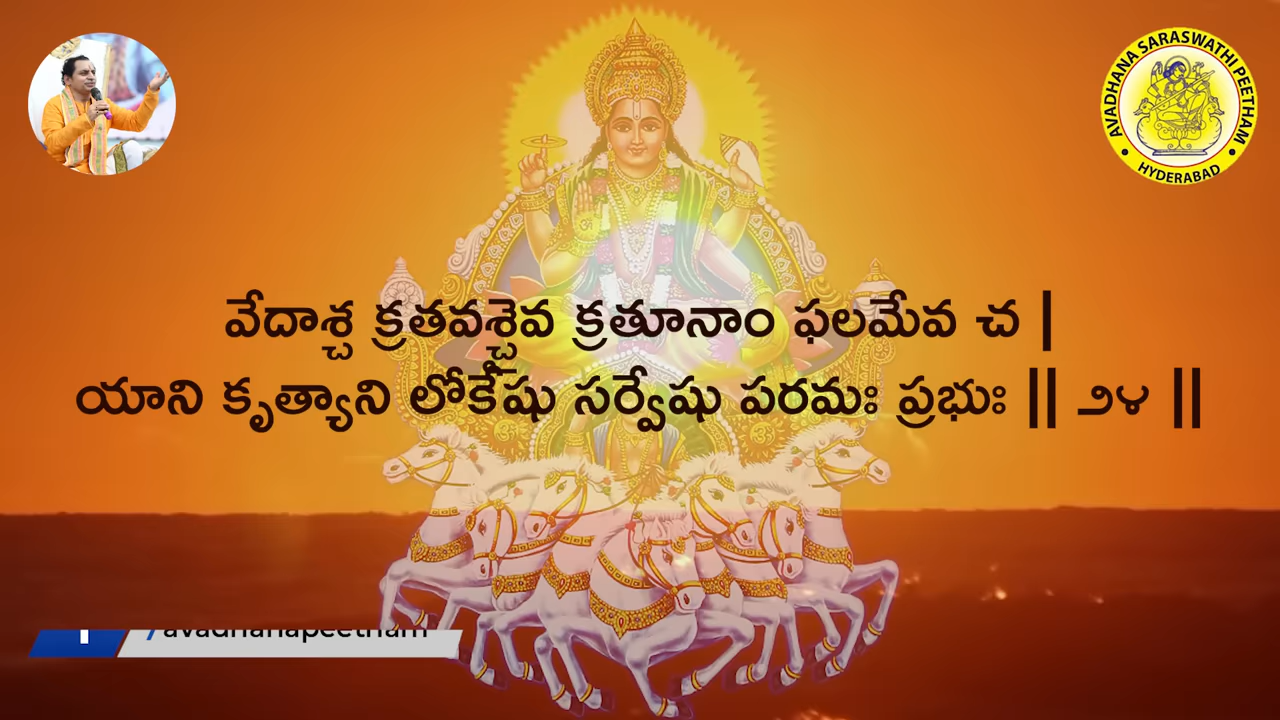 AVADHANA SARASWATHI PEETHAM
HYDERABAD
వేదాశ్చ క్రతవశ్చైవ క్రతూనాం ఫలమేవ చ |
యాని కృత్యాని లోకేషు సర్వేషు పరమః ప్రభుః || ౨౪ ||
/avadhanapeetham